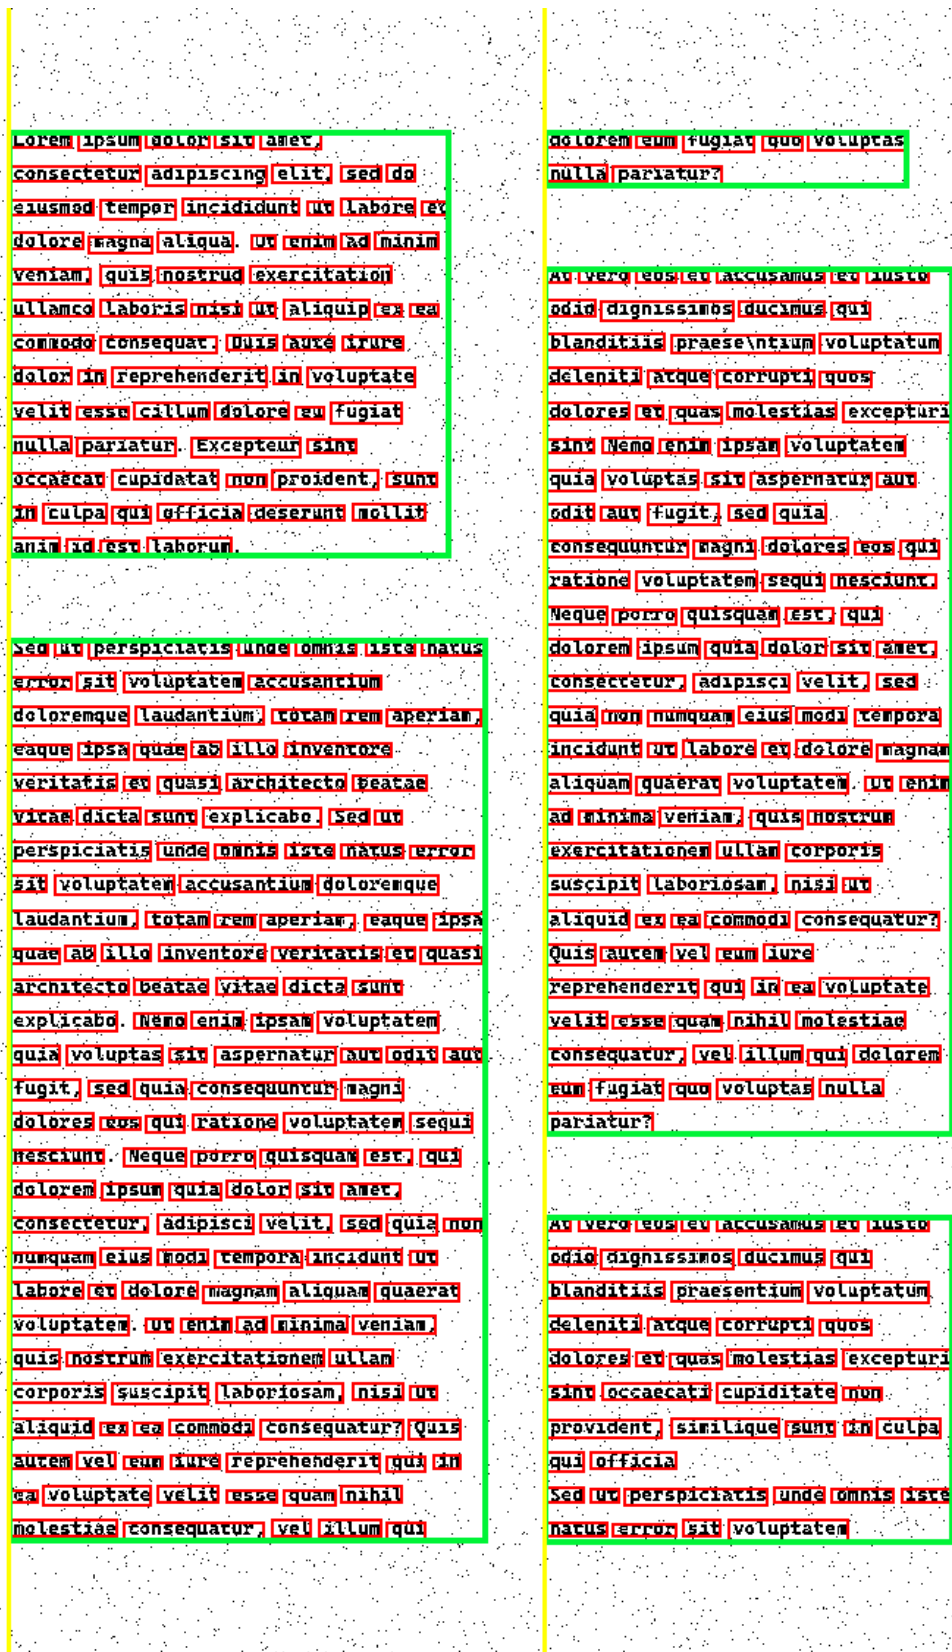 Lorem ipsum dolor sit amet,
consectetur adipiscing elit, sed do
eiusmod tempor incididunt ut labore et
dolore magna aliqua. Ut enim ad minim
veniam, quis nostrud exercitation
ullamco laboris nisi ut aliquip ex ea
commodo consequat. Duis aute irure
dolor in reprehenderit in voluptate
velit esse cillum dolore eu fugiat
nulla pariatur. Excepteur sint
occaecat cupidatat non proident, sunt
in culpa qui officia deserunt mollit
anim id est laborum.
Sed ut perspiciatis unde omnis iste natus
error sit voluptatem accusantium
doloremque laudantium, totam rem aperiam,
eaque ipsa quae ab illo inventore
veritatis et quasi architecto beatae
vitae dicta sunt explicabo. Sed ut
perspiciatis unde omnis iste natus error
sit voluptatem accusantium doloremque
laudantium, totam rem aperiam, eaque ipsa
quae ab illo inventore veritatis et quasi
architecto beatae vitae dicta sunt
explicabo. Nemo enim ipsam voluptatem
quia voluptas sit aspernatur aut odit aut
fugit, sed quia consequuntur magni
dolores eos qui ratione voluptatem sequi
nesciunt. Neque porro quisquam est, qui
dolorem ipsum quia dolor sit amet,
consectetur, adipisci velit, sed quia non
numquam eius modi tempora incidunt ut
labore et dolore magnam aliquam quaerat
voluptatem. Ut enim ad minima veniam,
quis nostrum exercitationem ullam
corporis suscipit laboriosam, nisi ut
aliquid ex ea commodi consequatur? Quis
autem vel eum iure reprehenderit qui in
ea voluptate velit esse quam nihil
molestiae consequatur, vel illum qui
dolorem eum fugiat quo voluptas
nulla pariatur?
At vero eos et accusamus et iusto
odio dignissimos ducimus qui
blanditiis praese\ntium voluptatum
deleniti atque corrupti quos
dolores et quas molestias excepturi
sint Nemo enim ipsam voluptatem
quia voluptas sit aspernatur aut
odit aut fugit, sed quia
consequuntur magni dolores eos qui
ratione voluptatem sequi nesciunt.
Neque porro quisquam est, qui
dolorem ipsum quia dolor sit amet,
consectetur, adipisci velit, sed
quia non numquam eius modi tempora
incidunt ut labore et dolore magnam
aliquam quaerat voluptatem. Ut enim
ad minima veniam, quis nostrum
exercitationem ullam corporis
suscipit laboriosam, nisi ut
aliquid ex ea commodi consequatur?
Quis autem vel eum iure
reprehenderit qui in ea voluptate
velit esse quam nihil molestiae
consequatur, vel illum qui dolorem
eum fugiat quo voluptas nulla
pariatur?
At vero eos et accusamus et iusto
odio dignissimos ducimus qui
blanditiis praesentium voluptatum
deleniti atque corrupti quos
dolores et quas molestias excepturi
sint occaecati cupiditate non
provident, similique sunt in culpa
qui officia
Sed ut perspiciatis unde omnis iste
natus error sit voluptatem